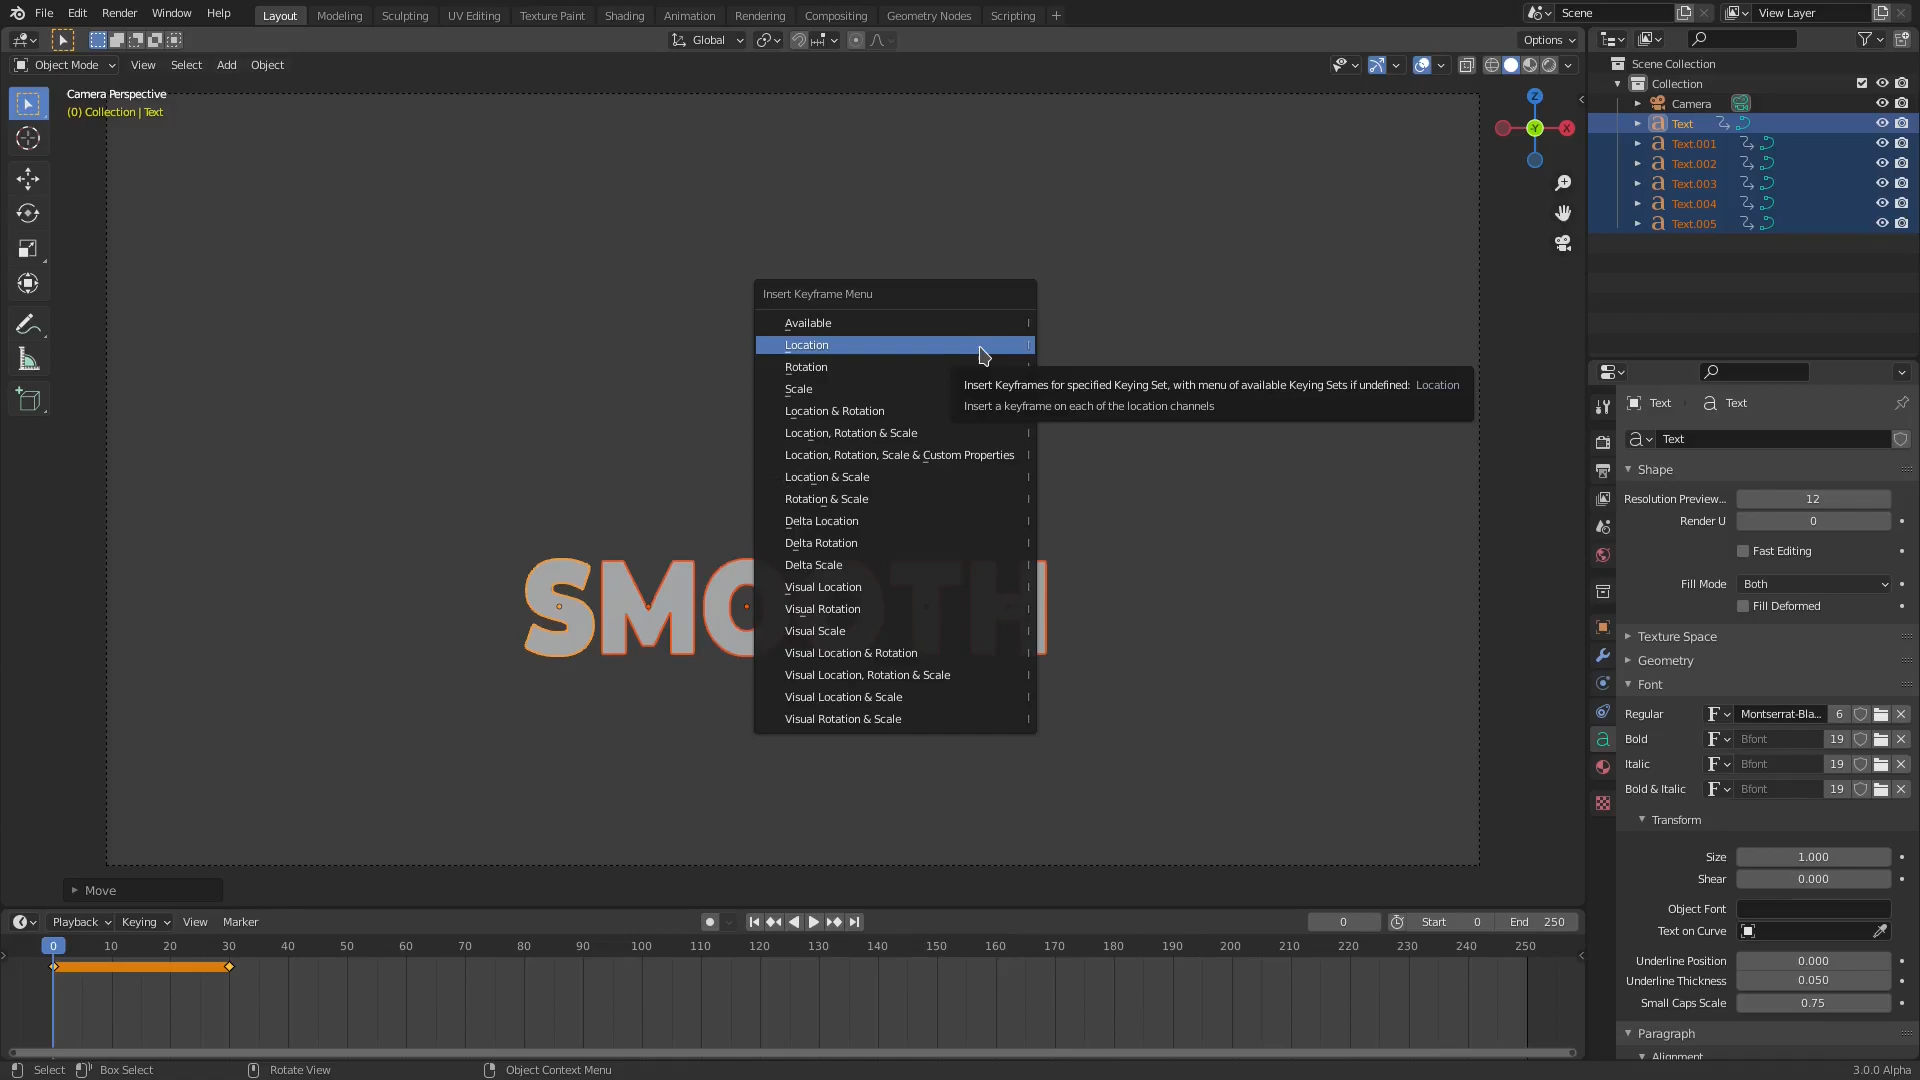 File Edit Render Window Help
Layout Modeling Sculpting UV Editing Texture Paint Shading Animation Rendering Compositing Geometry Nodes Scripting +
Scene
View Layer
Global
Options
Object Mode View Select Add Object
Camera Perspective
(0) Collection | Text
Z
Y
X
Scene Collection
Collection
Camera
Text
Text.001
Text.002
Text.003
Text.004
Text.005
Insert Keyframe Menu
Available I
Location I
Rotation
Scale
Location & Rotation
Location, Rotation & Scale I
Location, Rotation, Scale & Custom Properties I
Location & Scale I
Rotation & Scale I
Delta Location I
Delta Rotation I
Delta Scale I
Visual Location I
Visual Rotation I
Visual Scale I
Visual Location & Rotation I
Visual Location, Rotation & Scale I
Visual Location & Scale I
Visual Rotation & Scale I
Insert Keyframes for specified Keying Set, with menu of available Keying Sets if undefined: Location
Insert a keyframe on each of the location channels
SMOOTH
Text Text
Text
Shape
Resolution Preview... 12
Render U 0
Fast Editing
Fill Mode Both
Fill Deformed
Texture Space
Geometry
Font
Regular F Montserrat-Bla... 6
Bold F Bfont 19
Italic F Bfont 19
Bold & Italic F Bfont 19
Transform
Size 1.000
Shear 0.000
Object Font
Text on Curve
Underline Position 0.000
Underline Thickness 0.050
Small Caps Scale 0.75
Paragraph
Alignment
Move
Playback Keying View Marker
0 Start 0 End 250
0 10 20 30 40 50 60 70 80 90 100 110 120 130 140 150 160 170 180 190 200 210 220 230 240 250
Select Box Select Rotate View Object Context Menu
3.0.0 Alpha